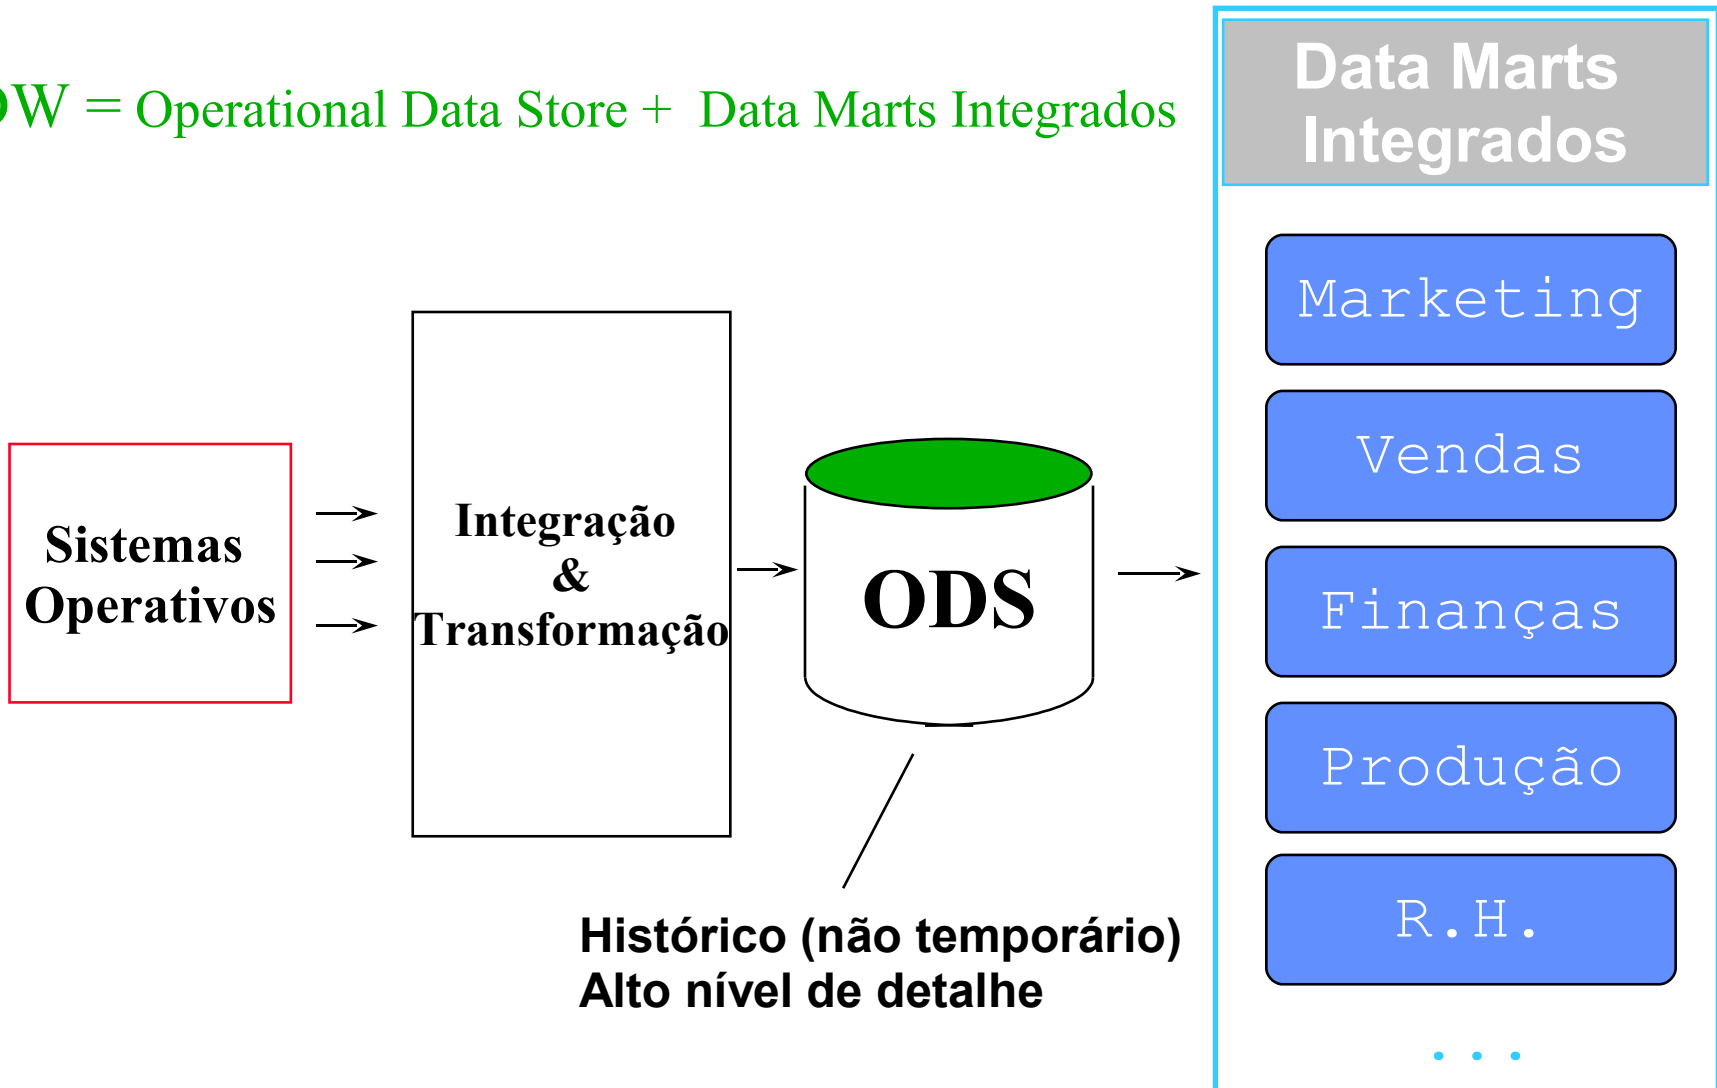 DW = Operational Data Store + Data Marts Integrados
Data Marts
Integrados
Marketing
Vendas
Finanças
Produção
R.H.
. . .
Sistemas
Operativos
Integração
&
Transformação
ODS
Histórico (não temporário)
Alto nível de detalhe